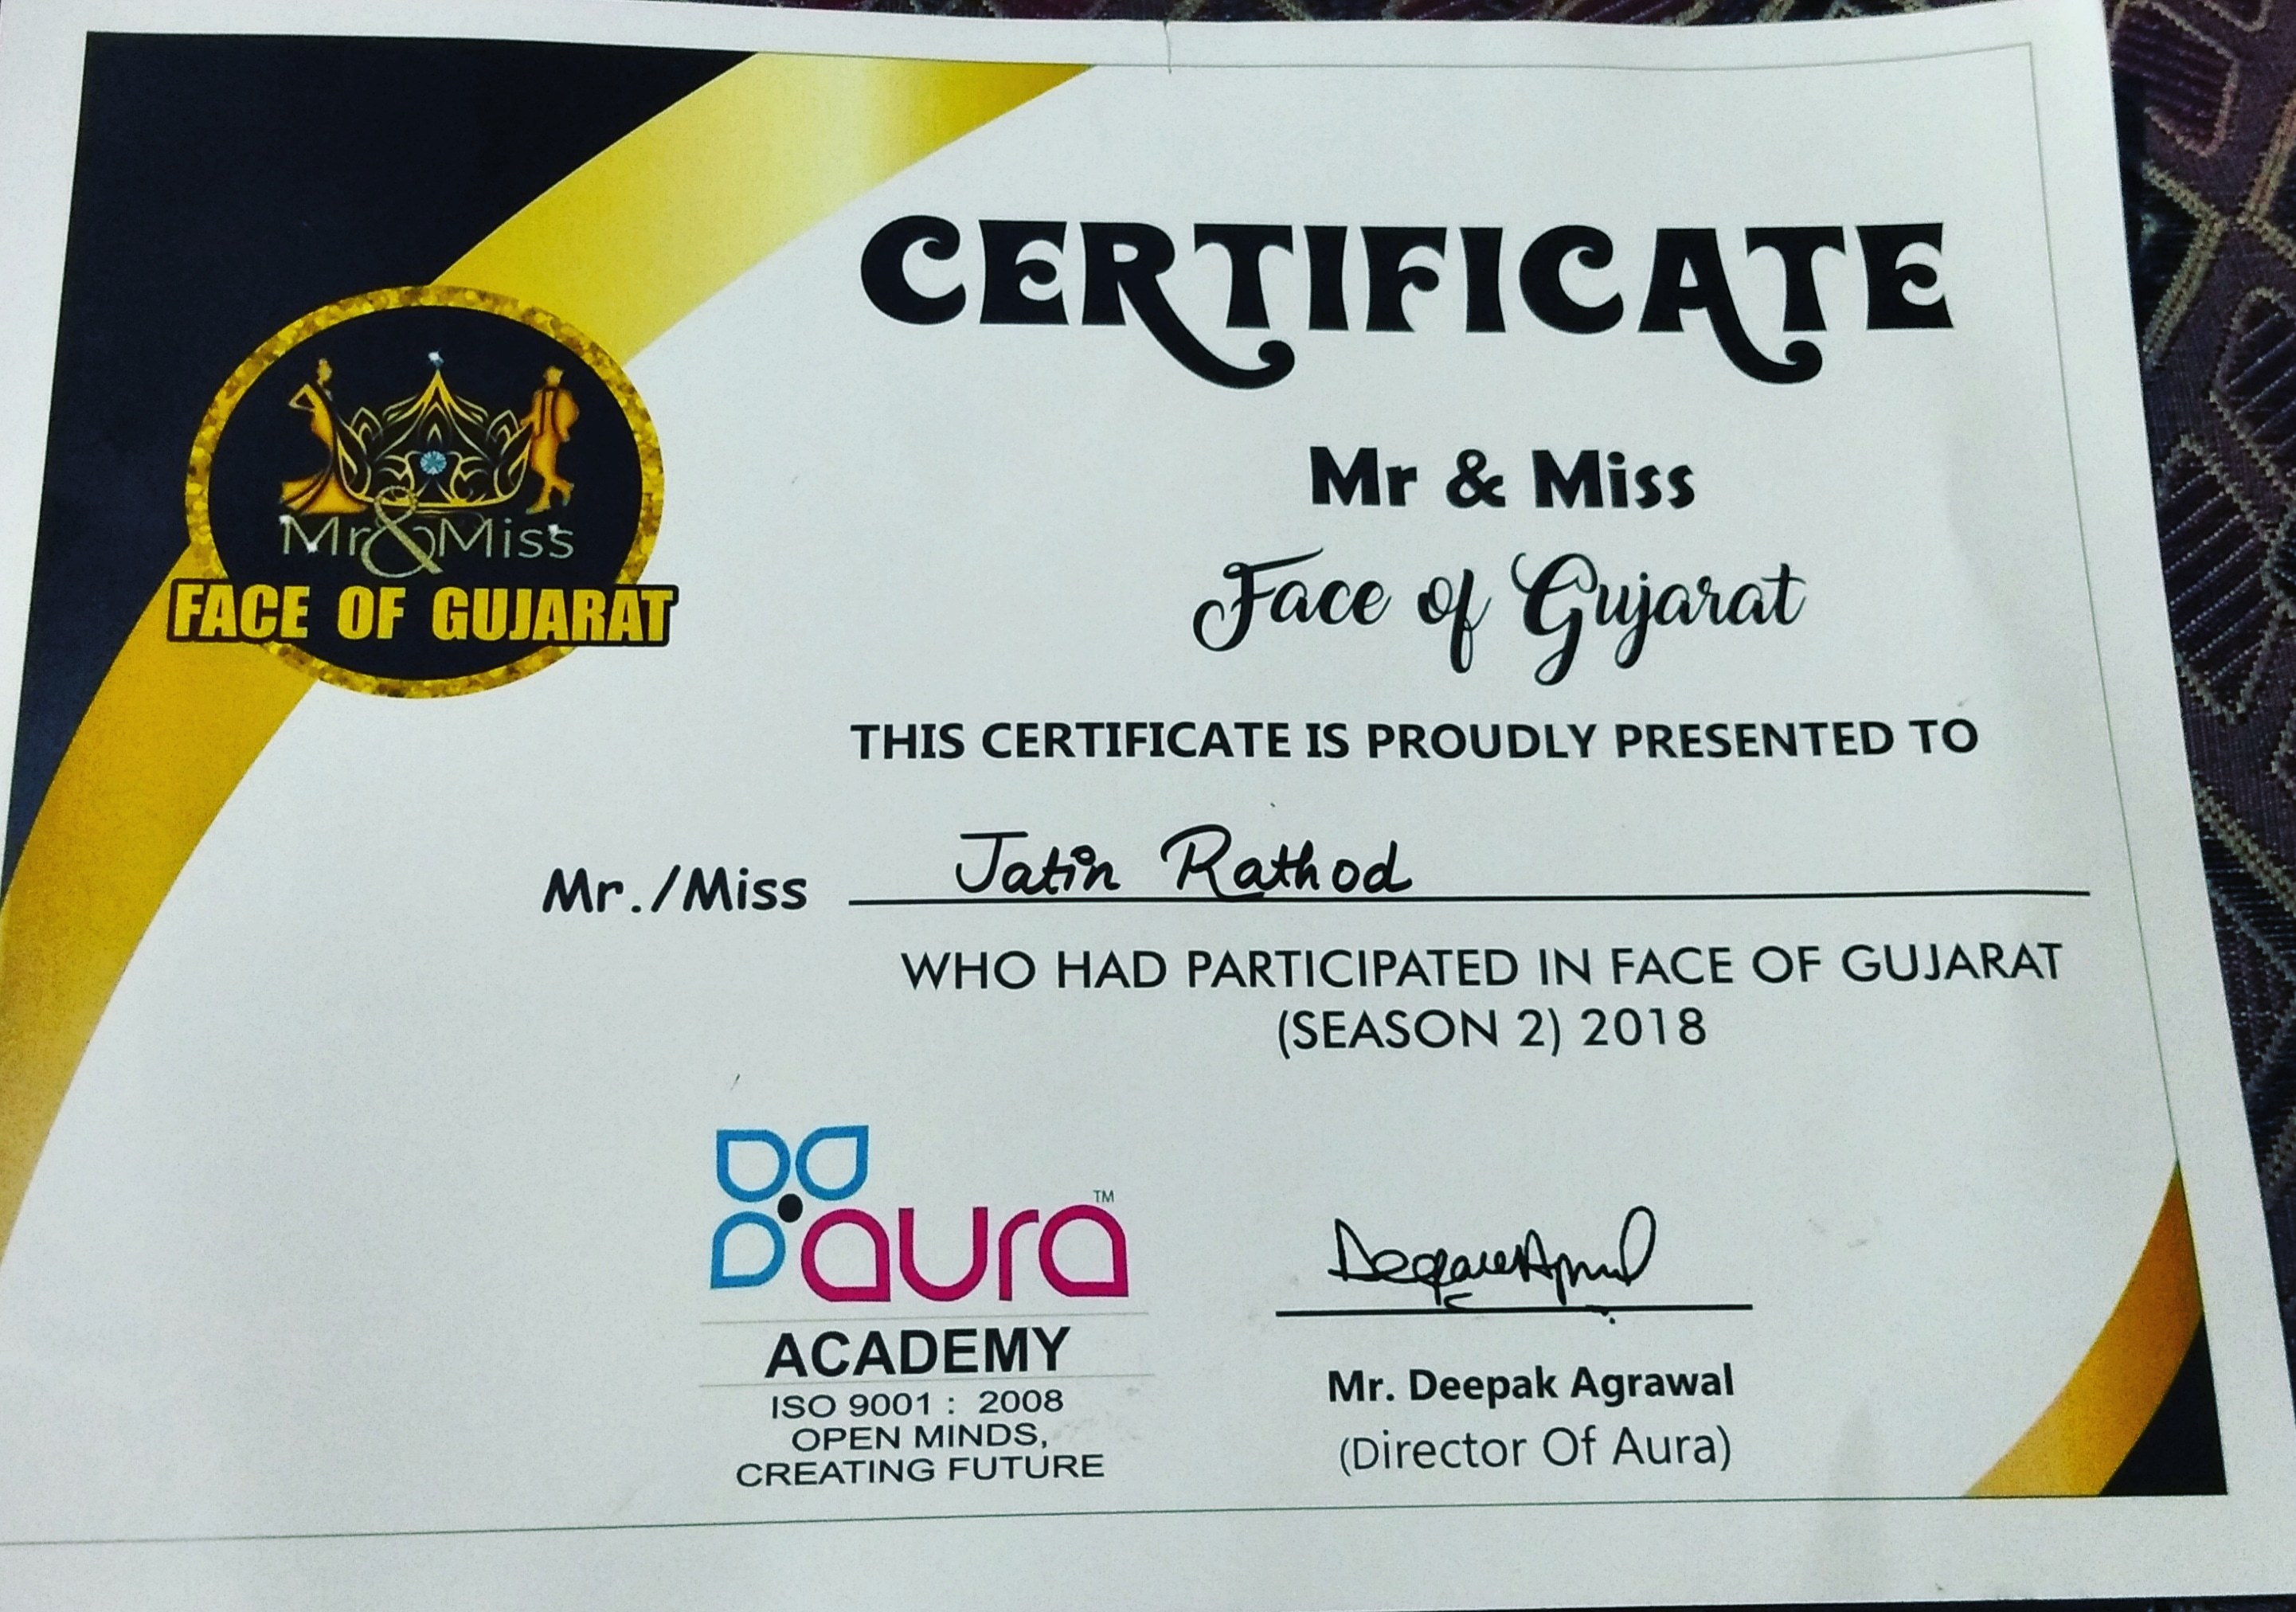 CERTIFICATE
Mr & Miss
FACE OF GUJARAT
Mr & Miss
Face of Gujarat
THIS CERTIFICATE IS PROUDLY PRESENTED TO
Mr./Miss Jatin Rathod
WHO HAD PARTICIPATED IN FACE OF GUJARAT
(SEASON 2) 2018
aura™
ACADEMY
ISO 9001 : 2008
OPEN MINDS,
CREATING FUTURE
Mr. Deepak Agrawal
(Director Of Aura)